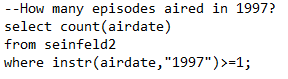 --How many episodes aired in 1997?
select count(airdate)
from seinfeld2
where instr(airdate,"1997")>=1;